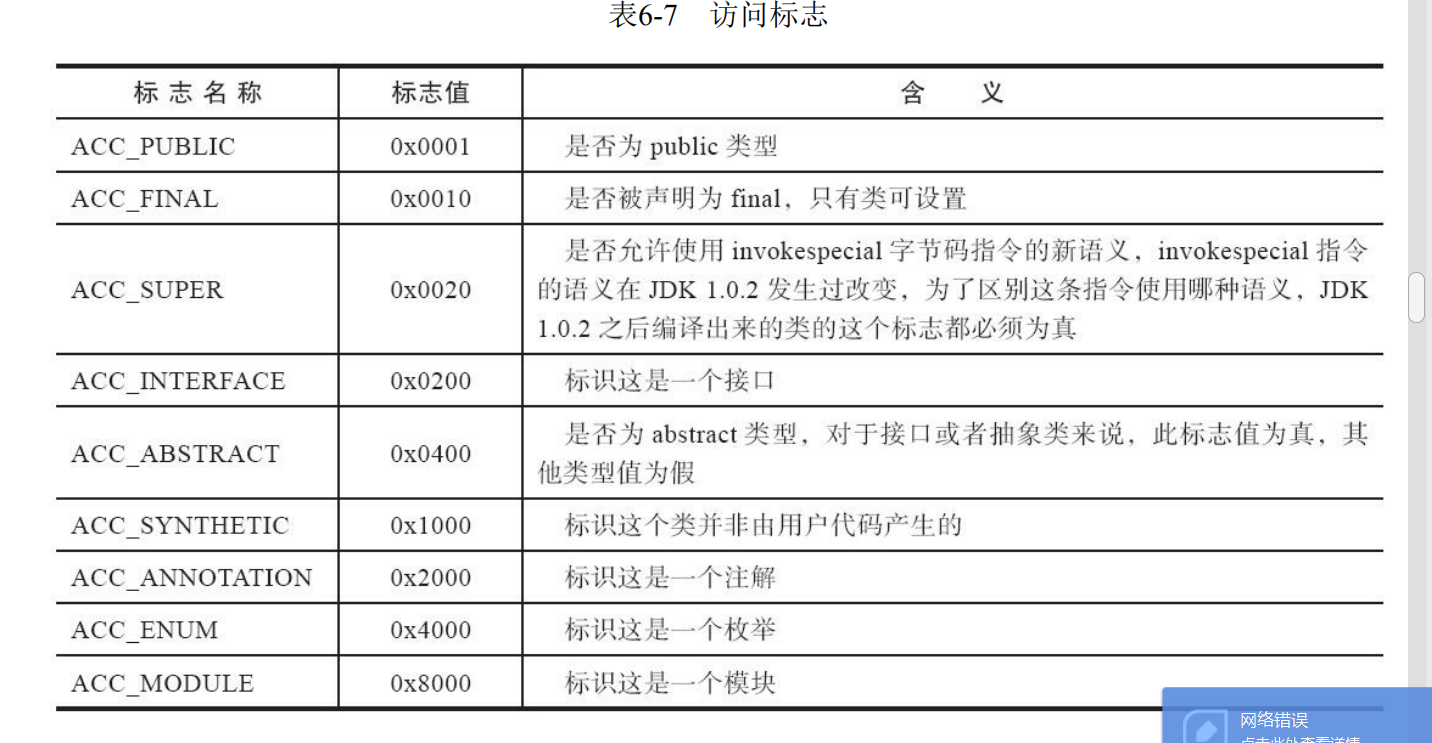 表6-7 访问标志
标志名称 标志值 含义
ACC_PUBLIC 0x0001 是否为 public 类型
ACC_FINAL 0x0010 是否被声明为 final，只有类可设置
是否允许使用 invokespecial 字节码指令的新语义，invokespecial 指令
ACC_SUPER 0x0020 的语义在 JDK 1.0.2 发生过改变，为了区别这条指令使用哪种语义，JDK
1.0.2 之后编译出来的类的这个标志都必须为真
ACC_INTERFACE 0x0200 标识这是一个接口
ACC_ABSTRACT 0x0400 是否为 abstract 类型，对于接口或者抽象类来说，此标志值为真，其
他类型值为假
ACC_SYNTHETIC 0x1000 标识这个类并非由用户代码产生的
ACC_ANNOTATION 0x2000 标识这是一个注解
ACC_ENUM 0x4000 标识这是一个枚举
ACC_MODULE 0x8000 标识这是一个模块
网络错误
点击此处查看详情